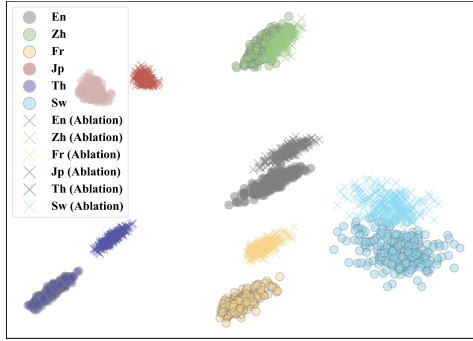 En
Zh
Fr
Jp
Th
Sw
En (Ablation)
Zh (Ablation)
Fr (Ablation)
Jp (Ablation)
Th (Ablation)
Sw (Ablation)